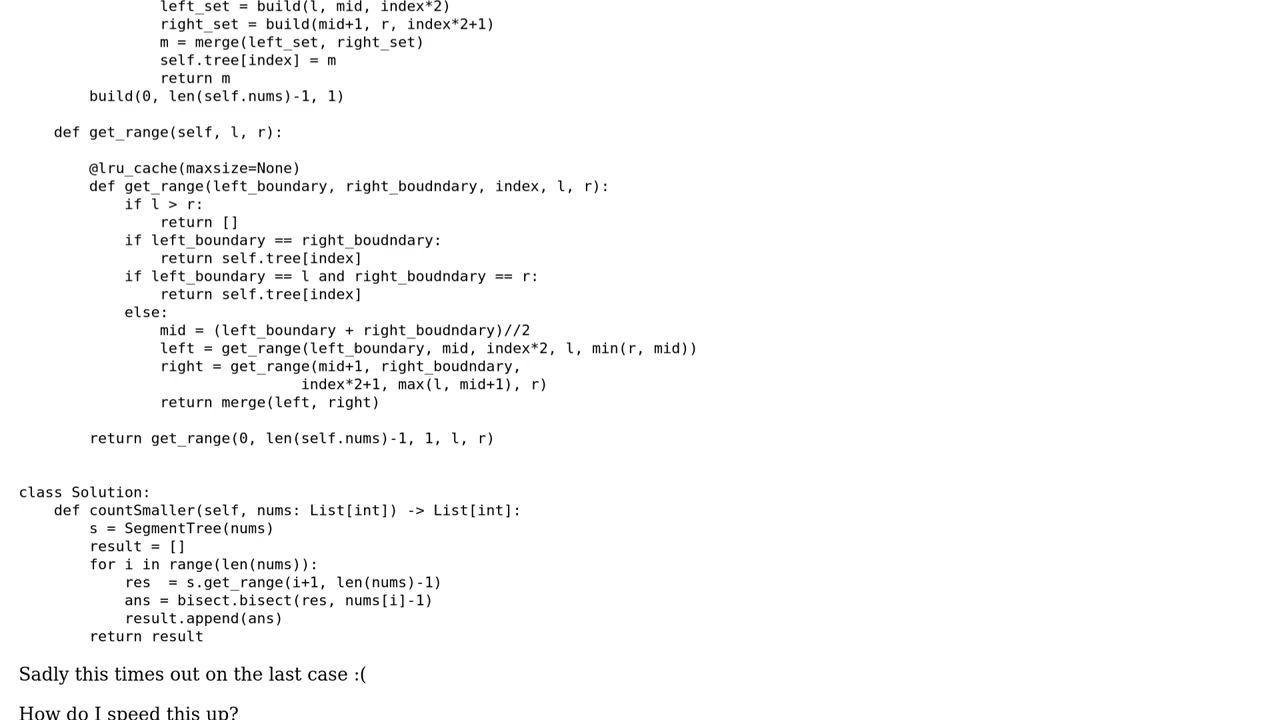 left_set = build(l, mid, index*2)
right_set = build(mid+1, r, index*2+1)
m = merge(left_set, right_set)
self.tree[index] = m
return m
build(0, len(self.nums)-1, 1)
def get_range(self, l, r):
@lru_cache(maxsize=None)
def get_range(left_boundary, right_boudndary, index, l, r):
if l > r:
return []
if left_boundary == right_boudndary:
return self.tree[index]
if left_boundary == l and right_boudndary == r:
return self.tree[index]
else:
mid = (left_boundary + right_boudndary)//2
left = get_range(left_boundary, mid, index*2, l, min(r, mid))
right = get_range(mid+1, right_boudndary,
index*2+1, max(l, mid+1), r)
return merge(left, right)
return get_range(0, len(self.nums)-1, 1, l, r)
class Solution:
def countSmaller(self, nums: List[int]) -> List[int]:
s = SegmentTree(nums)
result = []
for i in range(len(nums)):
res  = s.get_range(i+1, len(nums)-1)
ans = bisect.bisect(res, nums[i]-1)
result.append(ans)
return result
Sadly this times out on the last case :(
How do I speed this up?